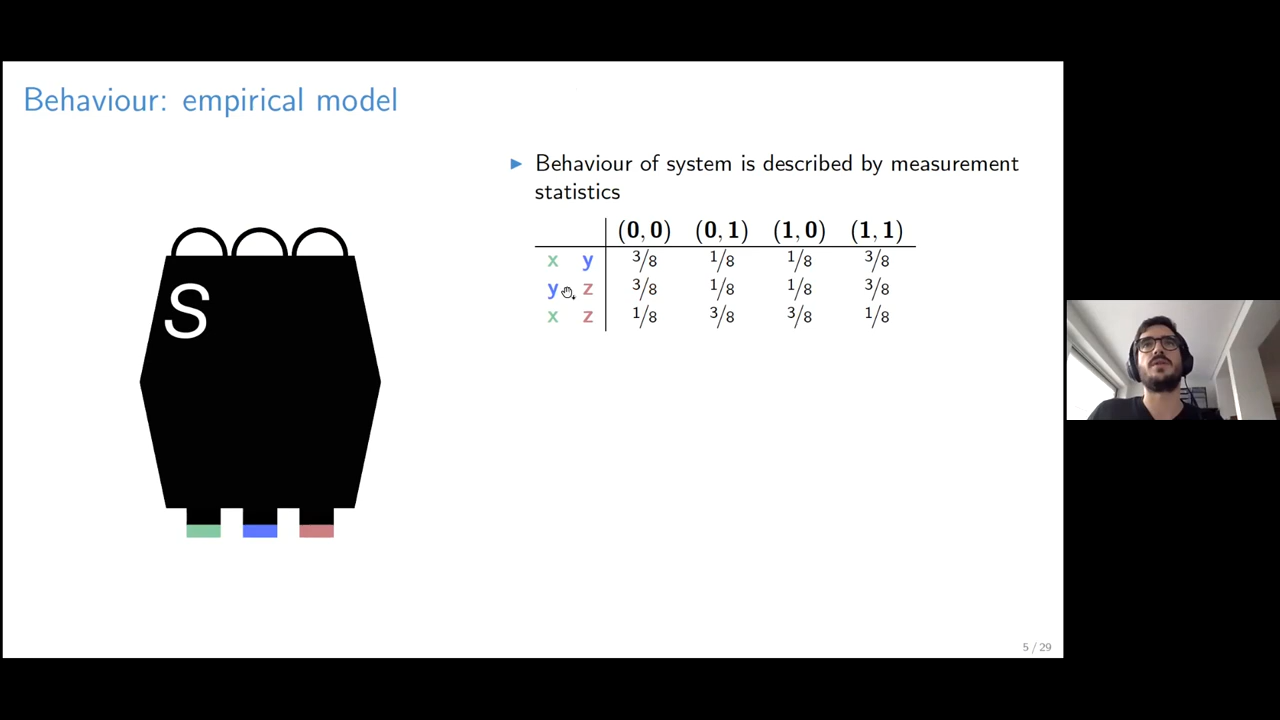 Behaviour: empirical model
▶ Behaviour of system is described by measurement
statistics
(0, 0) (0, 1) (1, 0) (1, 1)
x y 3/8 1/8 1/8 3/8
y z 3/8 1/8 1/8 3/8
x z 1/8 3/8 3/8 1/8
S
5 / 29